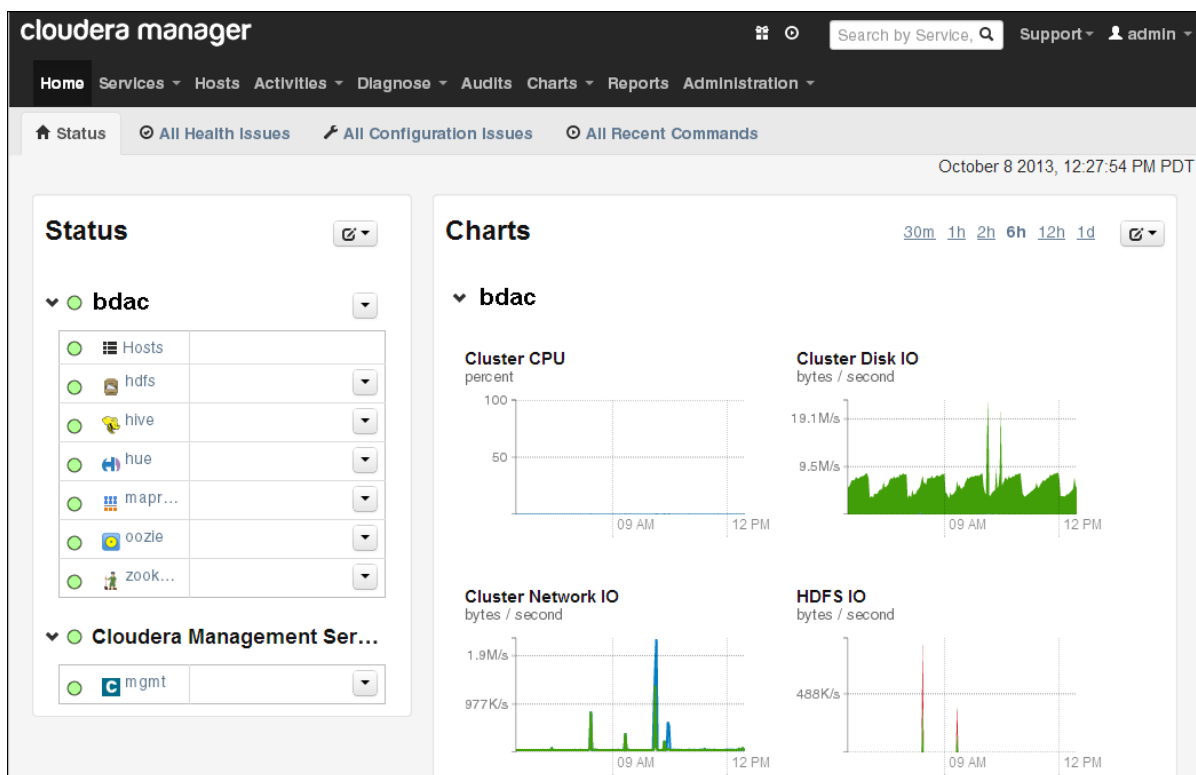 cloudera manager
Search by Service, Support admin
Home Services Hosts Activities Diagnose Audits Charts Reports Administration
Status All Health Issues All Configuration Issues All Recent Commands
October 8 2013, 12:27:54 PM PDT
Status
bdac
Hosts
hdfs
hive
hue
mapr...
oozie
zook...
Cloudera Management Ser...
C mgmt
Charts
30m 1h 2h 6h 12h 1d
bdac
Cluster CPU
percent
100
50
09 AM 12 PM
Cluster Disk IO
bytes / second
19.1M/s
9.5M/s
09 AM 12 PM
Cluster Network IO
bytes / second
1.9M/s
977K/s
09 AM 12 PM
HDFS IO
bytes / second
488K/s
09 AM 12 PM